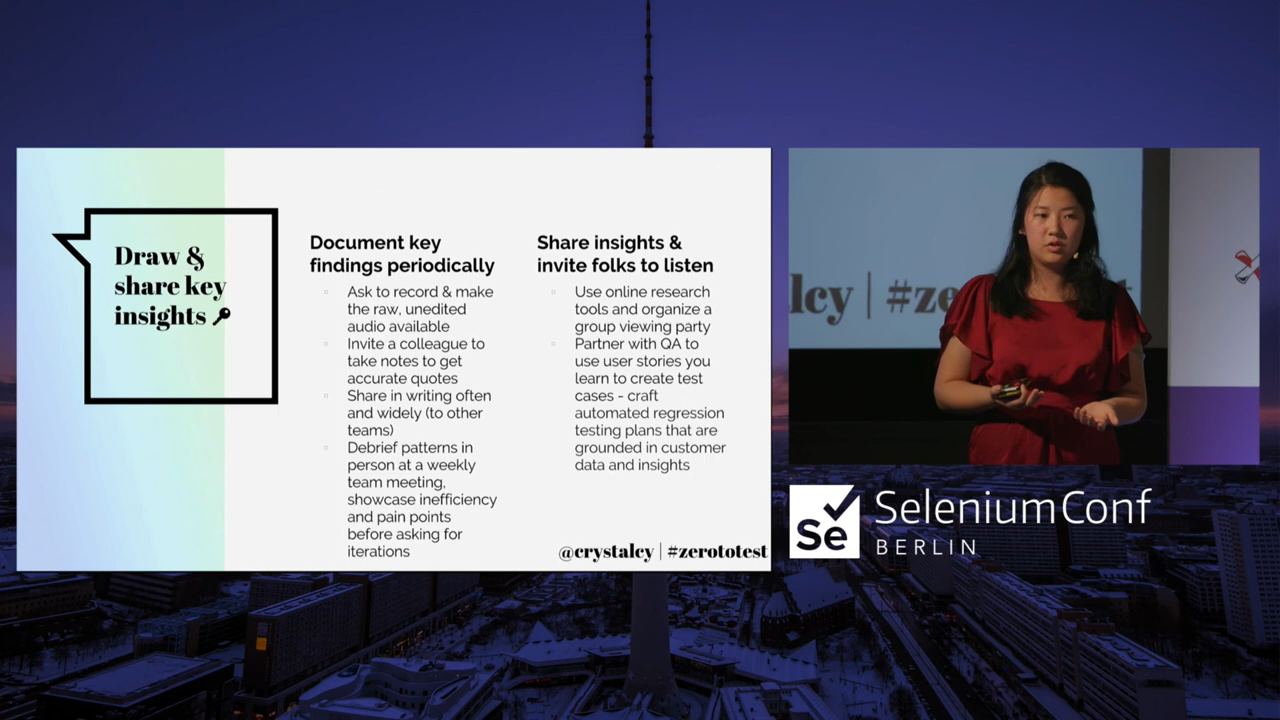 Draw &
share key
insights
Document key
findings periodically
Ask to record & make
the raw, unedited
audio available
Invite a colleague to
take notes to get
accurate quotes
Share in writing often
and widely (to other
teams)
Debrief patterns in
person at a weekly
team meeting,
showcase inefficiency
and pain points
before asking for
iterations
Share insights &
invite folks to listen
Use online research
tools and organize a
group viewing party
Partner with QA to
use user stories you
learn to create test
cases - craft
automated regression
testing plans that are
grounded in customer
data and insights
@crystalcy | #zerototest
lcy | #ze t
Se
SeleniumConf
BERLIN